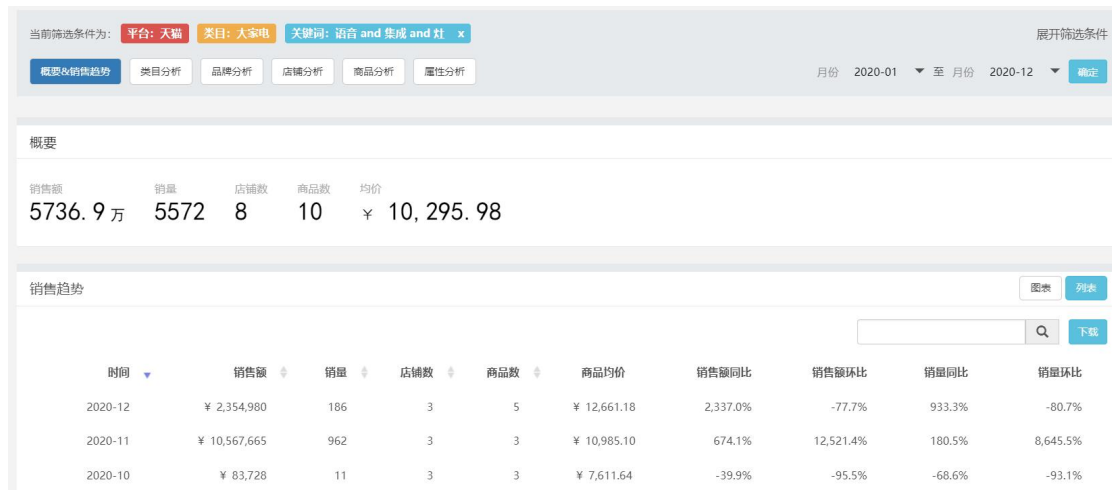 当前筛选条件为: 平台: 天猫 类目: 大家电 关键词: 语音 and 集成 and 灶 x 展开筛选条件
概要&销售趋势 类目分析 品牌分析 店铺分析 商品分析 属性分析 月份 2020-01 至 月份 2020-12 确定
概要
销售额 销量 店铺数 商品数 均价
5736.9万 5572 8 10 ¥ 10,295.98
销售趋势 图表 列表
下载
时间 销售额 销量 店铺数 商品数 商品均价 销售额同比 销售额环比 销量同比 销量环比
2020-12 ¥ 2,354,980 186 3 5 ¥ 12,661.18 2,337.0% -77.7% 933.3% -80.7%
2020-11 ¥ 10,567,665 962 3 3 ¥ 10,985.10 674.1% 12,521.4% 180.5% 8,645.5%
2020-10 ¥ 83,728 11 3 3 ¥ 7,611.64 -39.9% -95.5% -68.6% -93.1%